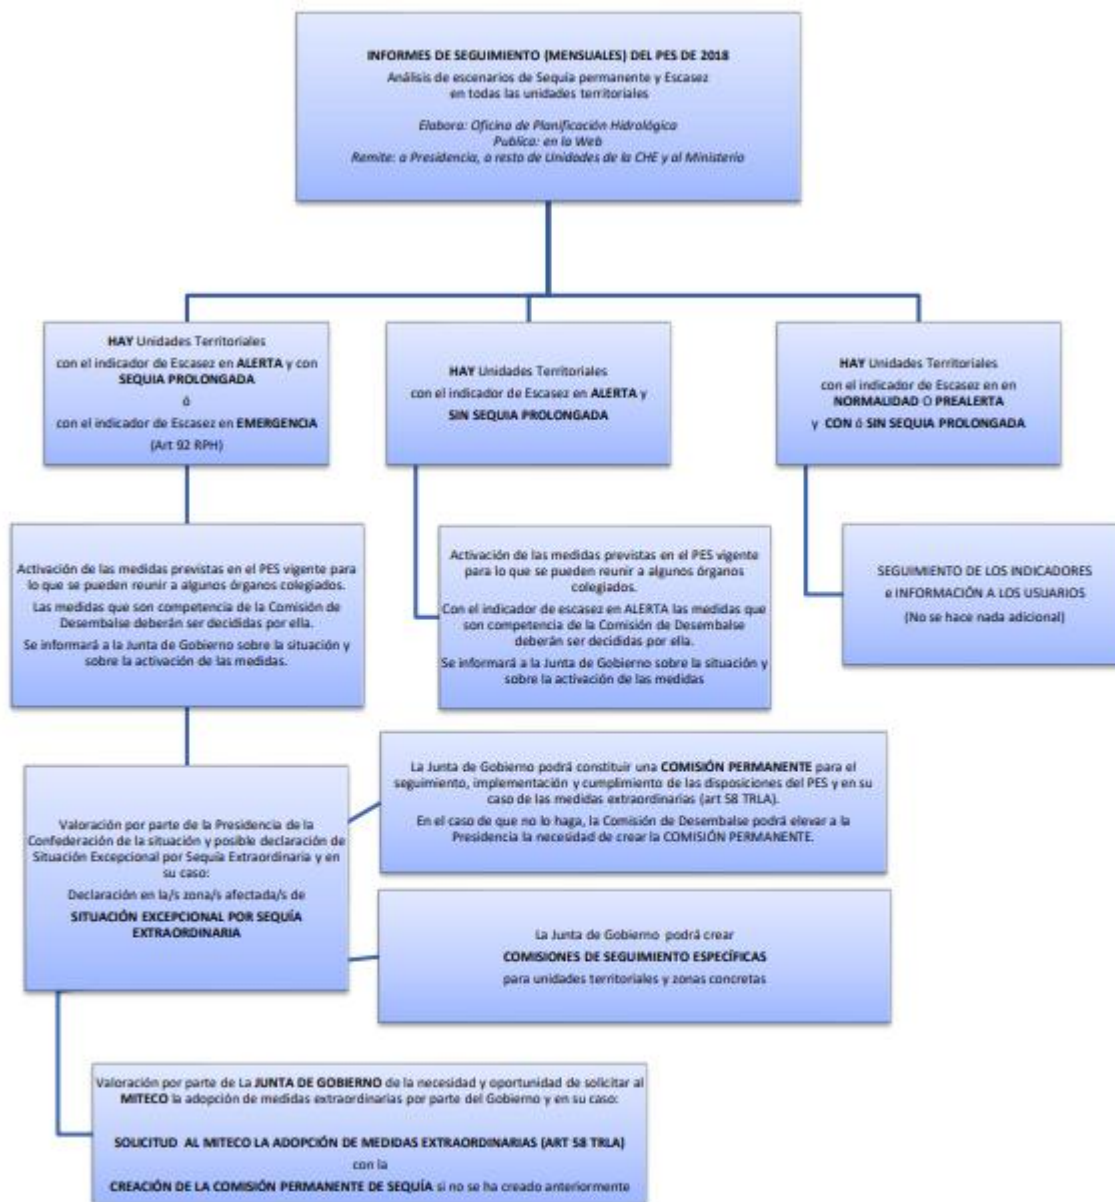 INFORMES DE SEGUIMIENTO (MENSUALES) DEL PES DE 2018
Análisis de escenarios de Sequía permanente y Escasez
en todas las unidades territoriales
Elabora: Oficina de Planificación Hidrológica
Publica: en la Web
Remite: a Presidencia, a resto de Unidades de la CHE y al Ministerio
HAY Unidades Territoriales
con el indicador de Escasez en ALERTA y con
SEQUIA PROLONGADA
ó
con el indicador de Escasez en EMERGENCIA
(Art 92 RPH)
HAY Unidades Territoriales
con el indicador de Escasez en ALERTA y
SIN SEQUIA PROLONGADA
HAY Unidades Territoriales
con el indicador de Escasez en en
NORMALIDAD O PREALERTA
y CON ó SIN SEQUIA PROLONGADA
Activación de las medidas previstas en el PES vigente para
lo que se pueden reunir a algunos órganos colegiados.
Las medidas que son competencia de la Comisión de
Desembalse deberán ser decididas por ella.
Se informará a la Junta de Gobierno sobre la situación y
sobre la activación de las medidas.
Activación de las medidas previstas en el PES vigente
para lo que se pueden reunir a algunos órganos
colegiados.
Con el indicador de escasez en ALERTA las medidas que
son competencia de la Comisión de Desembalse
deberán ser decididas por ella.
Se informará a la Junta de Gobierno sobre la situación y
sobre la activación de las medidas
SEGUIMIENTO DE LOS INDICADORES
e INFORMACIÓN A LOS USUARIOS
(No se hace nada adicional)
Valoración por parte de la Presidencia de la
Confederación de la situación y posible declaración de
Situación Excepcional por Sequía Extraordinaria y en
su caso:
Declaración en la/s zona/s afectada/s de
SITUACIÓN EXCEPCIONAL POR SEQUÍA
EXTRAORDINARIA
La Junta de Gobierno podrá constituir una COMISIÓN PERMANENTE para el
seguimiento, implementación y cumplimiento de las disposiciones del PES y en su
caso de las medidas extraordinarias (art 58 TRLA).
En el caso de que no lo haga, la Comisión de Desembalse podrá elevar a la
Presidencia la necesidad de crear la COMISIÓN PERMANENTE.
La Junta de Gobierno podrá crear
COMISIONES DE SEGUIMIENTO ESPECÍFICAS
para unidades territoriales y zonas concretas
Valoración por parte de La JUNTA DE GOBIERNO de la necesidad y oportunidad de solicitar al
MITECO la adopción de medidas extraordinarias por parte del Gobierno y en su caso:
SOLICITUD AL MITECO LA ADOPCIÓN DE MEDIDAS EXTRAORDINARIAS (ART 58 TRLA)
con la
CREACIÓN DE LA COMISIÓN PERMANENTE DE SEQUÍA si no se ha creado anteriormente